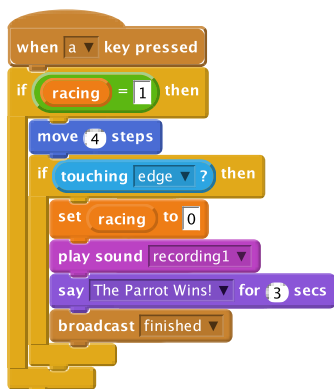 when a key pressed
if racing = 1 then
move 4 steps
if touching edge ? then
set racing to 0
play sound recording1
say The Parrot Wins! for 3 secs
broadcast finished